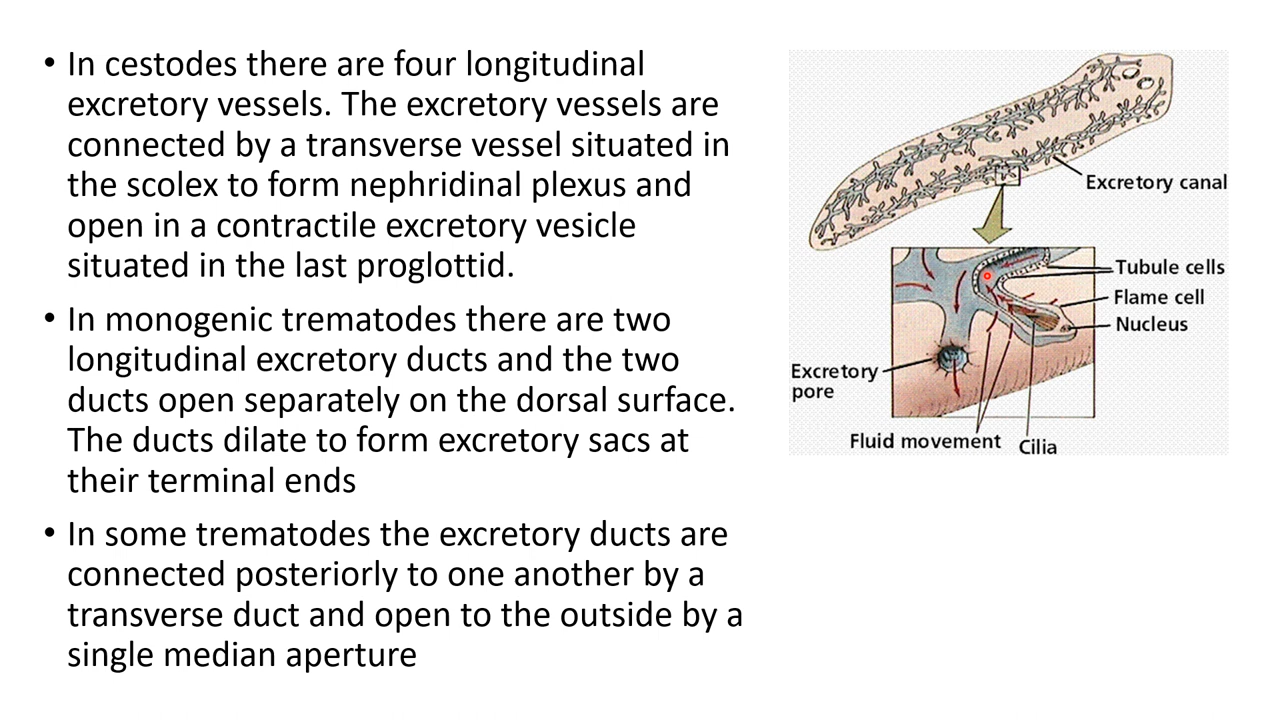 • In cestodes there are four longitudinal
excretory vessels. The excretory vessels are
connected by a transverse vessel situated in
the scolex to form nephridinal plexus and
open in a contractile excretory vesicle
situated in the last proglottid.
• In monogenic trematodes there are two
longitudinal excretory ducts and the two
ducts open separately on the dorsal surface.
The ducts dilate to form excretory sacs at
their terminal ends
• In some trematodes the excretory ducts are
connected posteriorly to one another by a
transverse duct and open to the outside by a
single median aperture
Excretory canal
Tubule cells
Flame cell
Nucleus
Excretory
pore
Fluid movement
Cilia